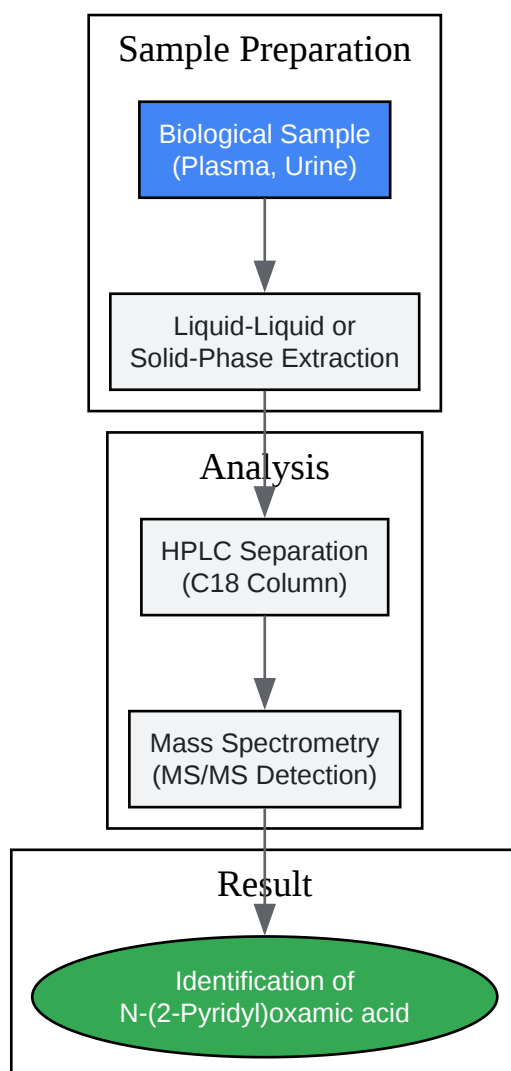 Sample Preparation
Biological Sample
(Plasma, Urine)
Liquid-Liquid or
Solid-Phase Extraction
Analysis
HPLC Separation
(C18 Column)
Mass Spectrometry
(MS/MS Detection)
Result
Identification of
N-(2-Pyridyl)oxamic acid